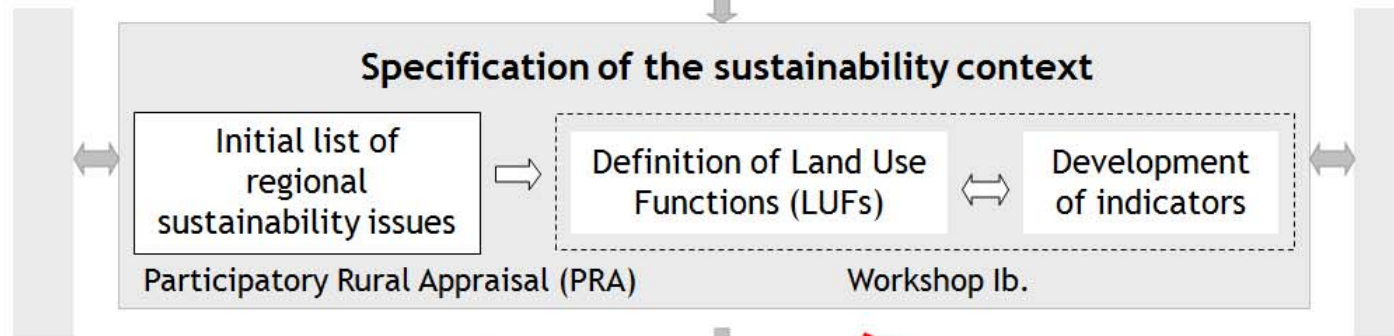 Specification of the sustainability context
Initial list of
regional
sustainability issues
Definition of Land Use
Functions (LUFs)
Development
of indicators
Participatory Rural Appraisal (PRA)
Workshop Ib.